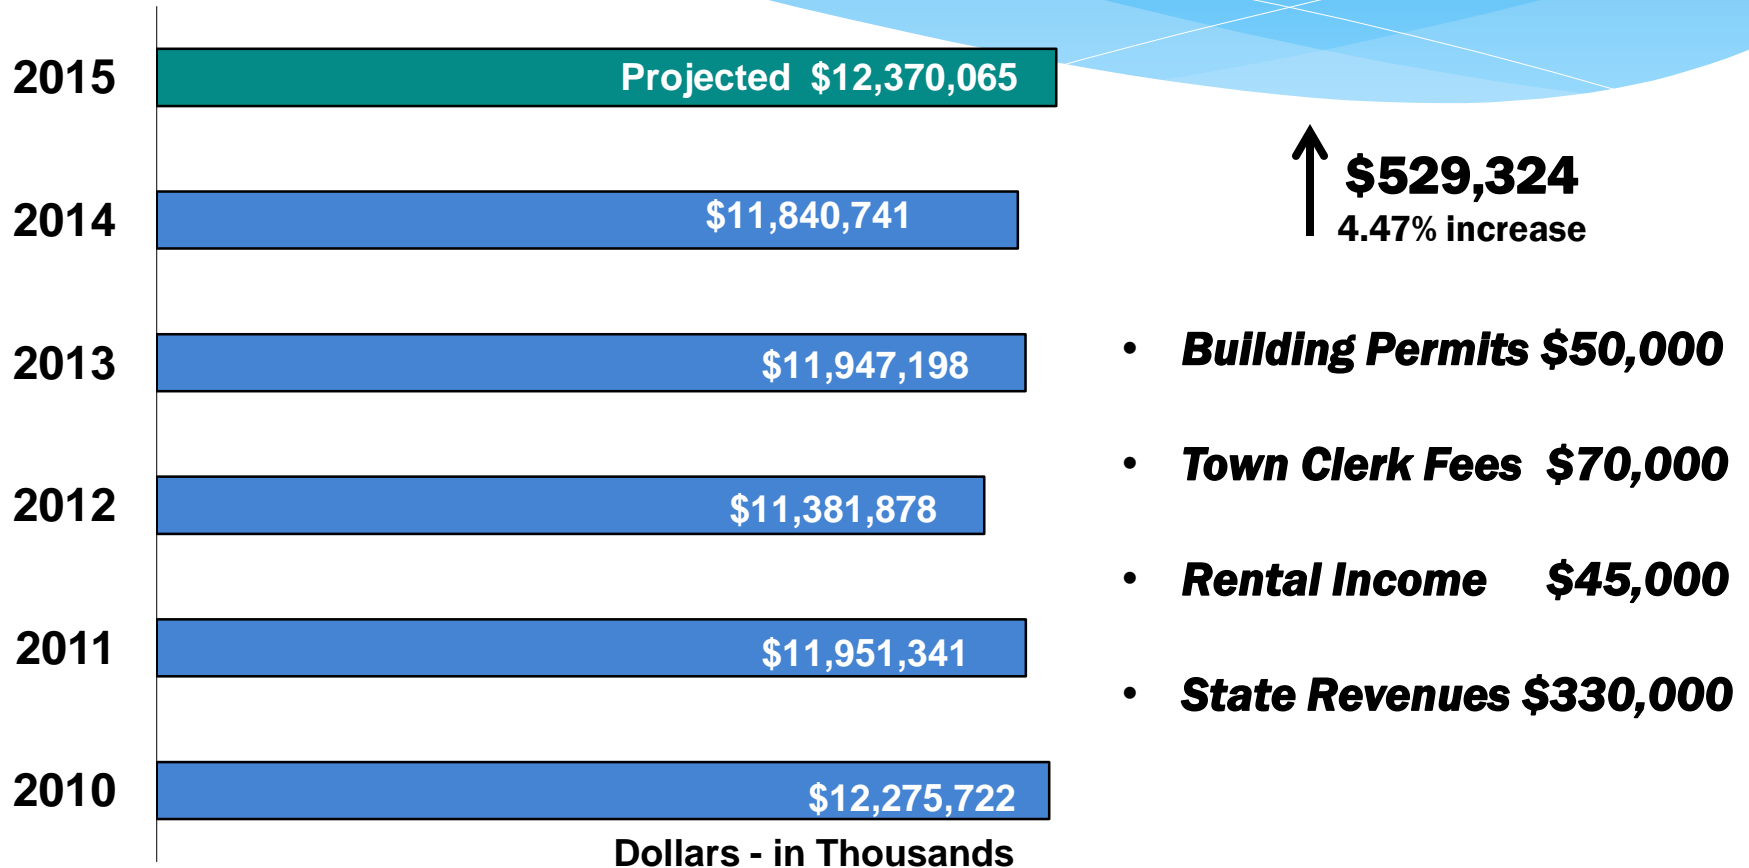 2015 Projected $12,370,065
2014 $11,840,741
2013 $11,947,198
2012 $11,381,878
2011 $11,951,341
2010 $12,275,722
Dollars - in Thousands
$529,324
4.47% increase
• Building Permits $50,000
• Town Clerk Fees $70,000
• Rental Income $45,000
• State Revenues $330,000